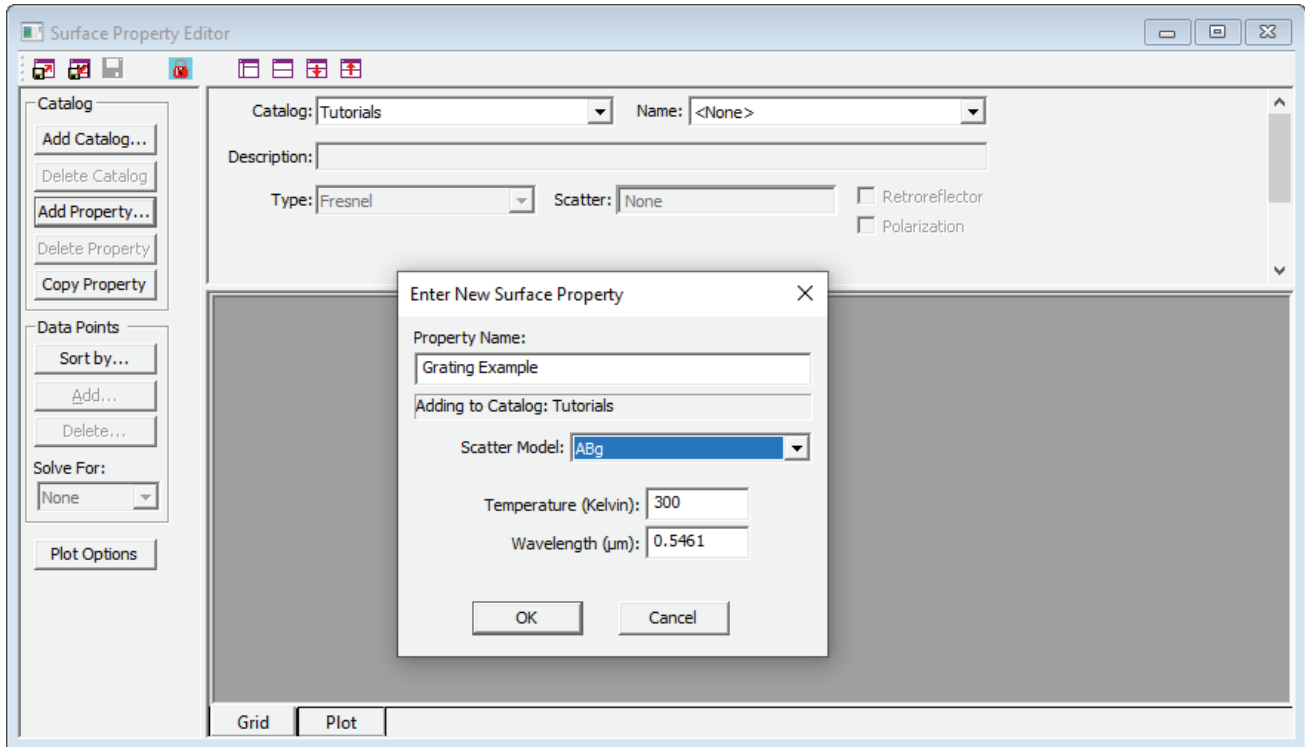 Surface Property Editor
Catalog
Add Catalog...
Delete Catalog
Add Property...
Delete Property
Copy Property
Data Points
Sort by...
Add...
Delete...
Solve For:
None
Plot Options
Catalog: Tutorials Name: <None>
Description:
Type: Fresnel Scatter: None Retroreflector
Polarization
Enter New Surface Property
Property Name:
Grating Example
Adding to Catalog: Tutorials
Scatter Model: ABg
Temperature (Kelvin): 300
Wavelength (µm): 0.5461
OK Cancel
Grid Plot